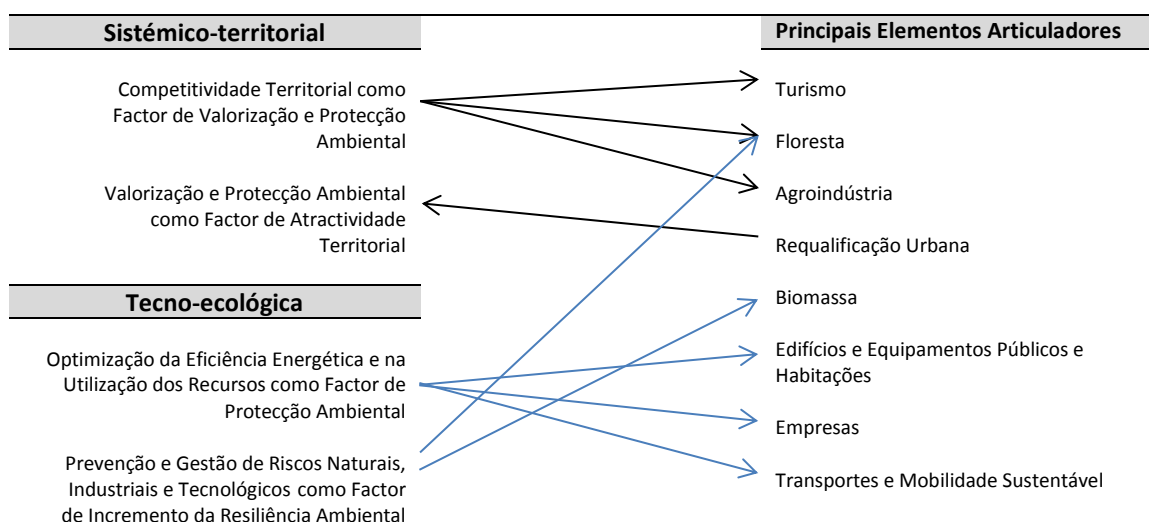 Sistémico-territorial
Competitividade Territorial como
Factor de Valorização e Protecção
Ambiental
Valorização e Protecção Ambiental
como Factor de Atractividade
Territorial
Tecno-ecológica
Optimização da Eficiência Energética e na
Utilização dos Recursos como Factor de
Protecção Ambiental
Prevenção e Gestão de Riscos Naturais,
Industriais e Tecnológicos como Factor
de Incremento da Resiliência Ambiental
Principais Elementos Articuladores
Turismo
Floresta
Agroindústria
Requalificação Urbana
Biomassa
Edifícios e Equipamentos Públicos e
Habitações
Empresas
Transportes e Mobilidade Sustentável